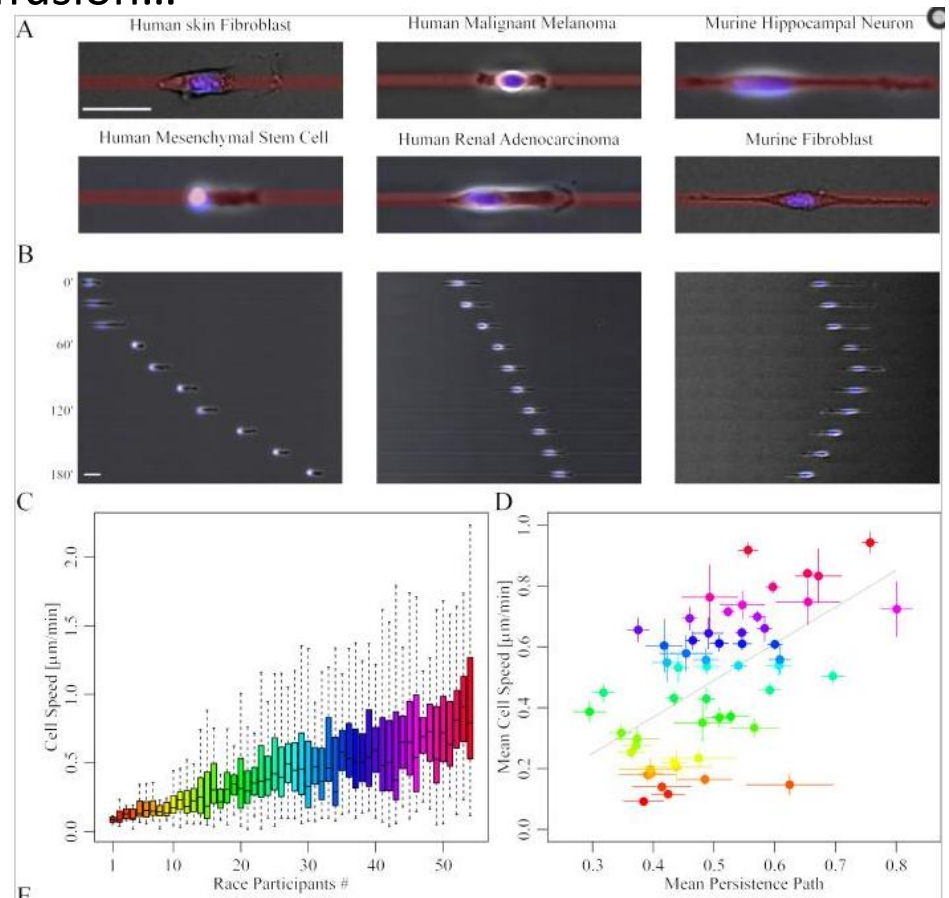 A
Human skin Fibroblast
Human Malignant Melanoma
Murine Hippocampal Neuron
Human Mesenchymal Stem Cell
Human Renal Adenocarcinoma
Murine Fibroblast
B
0'
60'
120'
180'
C
Cell Speed [µm/min]
0.0
0.5
1.0
1.5
2.0
1
10
20
30
40
50
Race Participants #
D
Mean Cell Speed [µm/min]
0.0
0.2
0.4
0.6
0.8
1.0
0.3
0.4
0.5
0.6
0.7
0.8
Mean Persistence Path